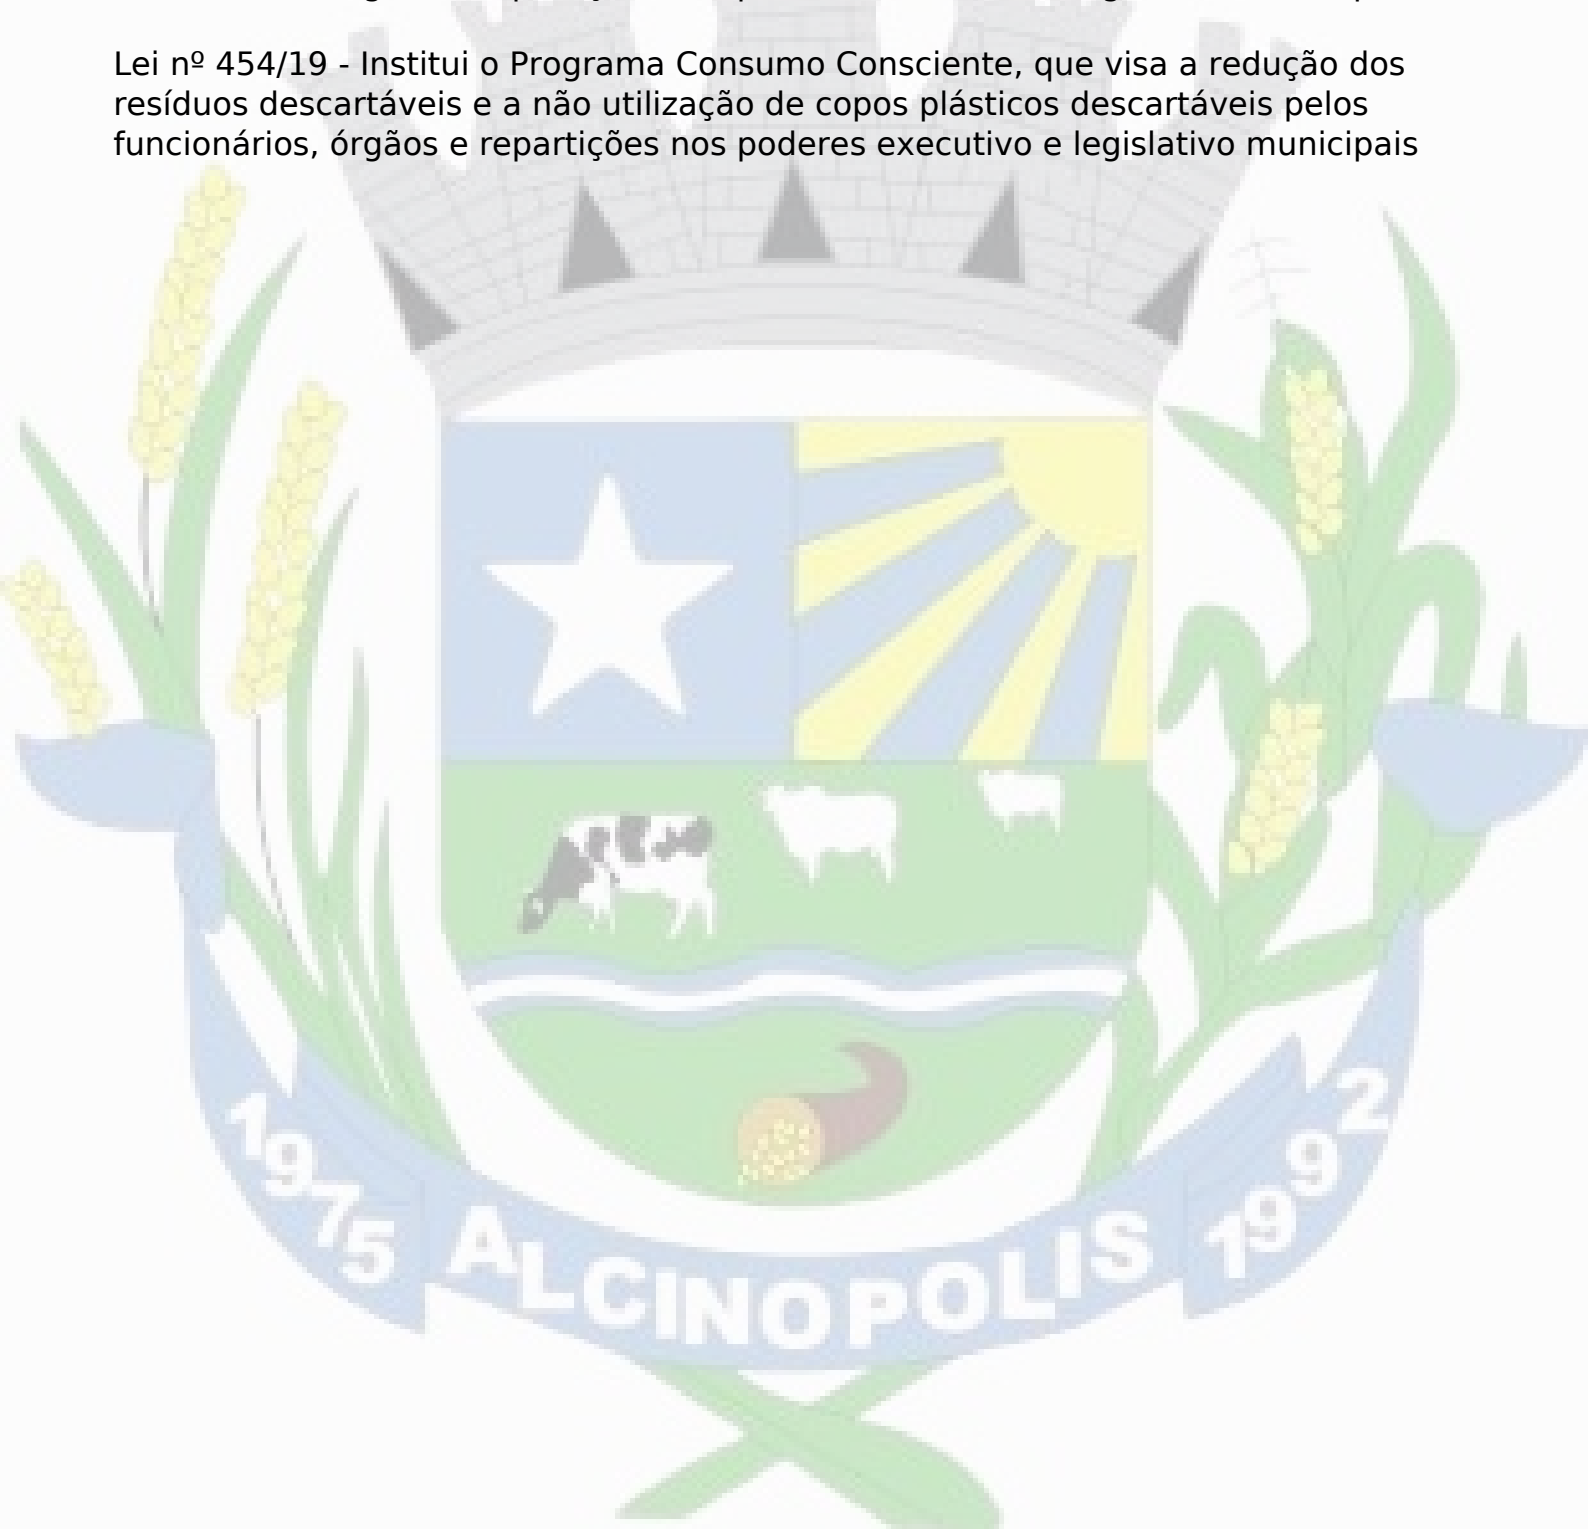 Lei nº 454/19 - Institui o Programa Consumo Consciente, que visa a redução dos
resíduos descartáveis e a não utilização de copos plásticos descartáveis pelos
funcionários, órgãos e repartições nos poderes executivo e legislativo municipais
1975 ALCINOPOLIS 1992